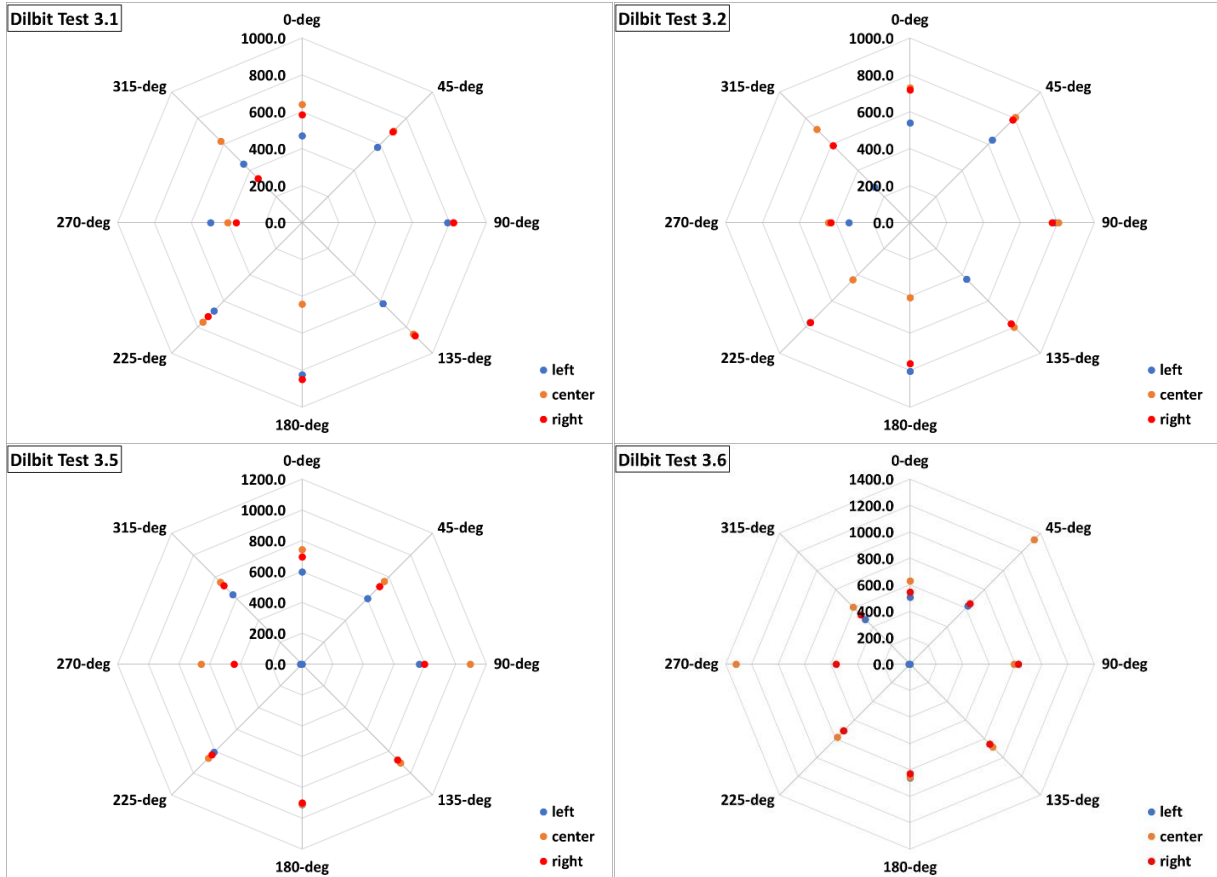 Dilbit Test 3.1
0-deg
1000.0
315-deg
45-deg
800.0
600.0
400.0
200.0
270-deg
0.0
90-deg
225-deg
135-deg
left
center
180-deg
right
Dilbit Test 3.2
0-deg
1000.0
315-deg
45-deg
800.0
600.0
400.0
200.0
270-deg
0.0
90-deg
225-deg
135-deg
left
center
180-deg
right
Dilbit Test 3.5
0-deg
1200.0
315-deg
45-deg
1000.0
800.0
600.0
400.0
200.0
270-deg
0.0
90-deg
225-deg
135-deg
left
center
right
180-deg
Dilbit Test 3.6
0-deg
1400.0
315-deg
45-deg
1200.0
1000.0
800.0
600.0
400.0
200.0
270-deg
0.0
90-deg
225-deg
135-deg
left
center
right
180-deg